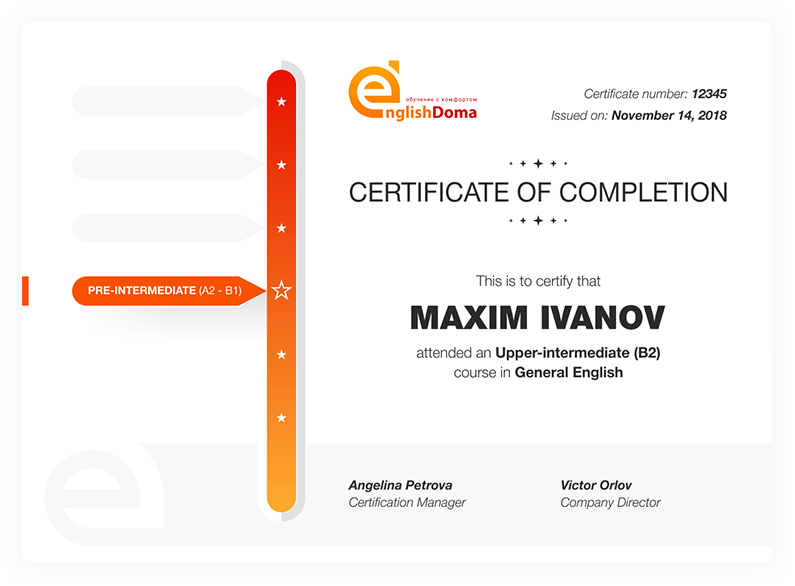 обучение с комфортом
nglishDoma
Certificate number: 12345
Issued on: November 14, 2018
CERTIFICATE OF COMPLETION
PRE-INTERMEDIATE (A2 - B1)
This is to certify that
MAXIM IVANOV
attended an Upper-intermediate (B2)
course in General English
Angelina Petrova
Certification Manager
Victor Orlov
Company Director